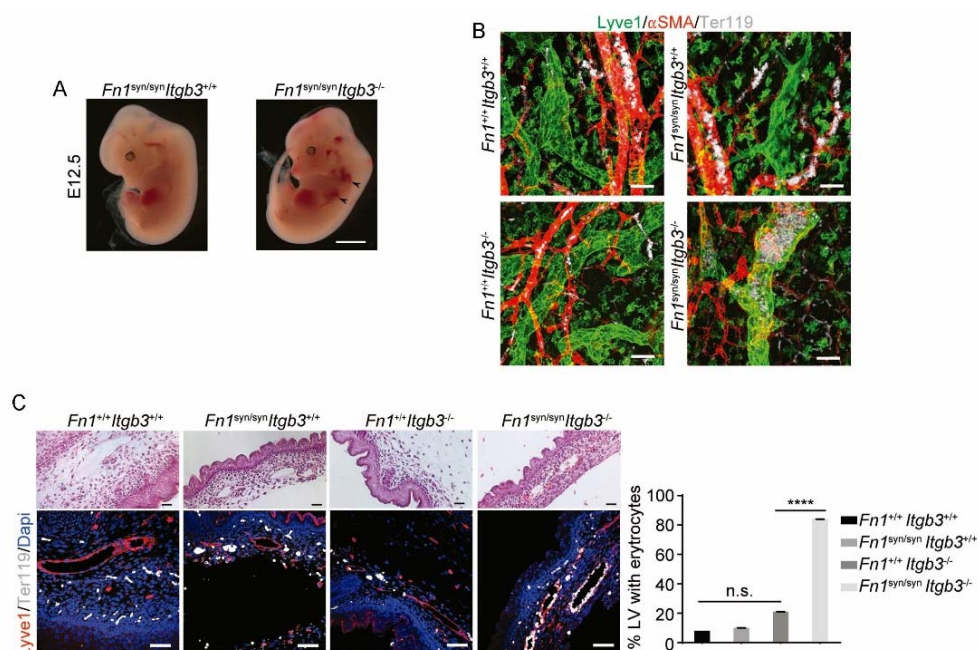 A
Fn1syn/synItgb3+/+
Fn1syn/synItgb3-/-
E12.5
B
Lyve1/αSMA/Ter119
Fn1+/+Itgb3+/+
Fn1syn/synItgb3+/+
Fn1+/+Itgb3-/-
Fn1syn/synItgb3-/-
C
Fn1+/+Itgb3+/+
Fn1syn/synItgb3+/+
Fn1+/+Itgb3-/-
Fn1syn/synItgb3-/-
Lyve1/Ter119/Dapi
% LV with erytrocytes
100
80
60
40
20
0
n.s.
****
Fn1+/+ Itgb3+/+
Fn1syn/syn Itgb3+/+
Fn1+/+ Itgb3-/-
Fn1syn/syn Itgb3-/-